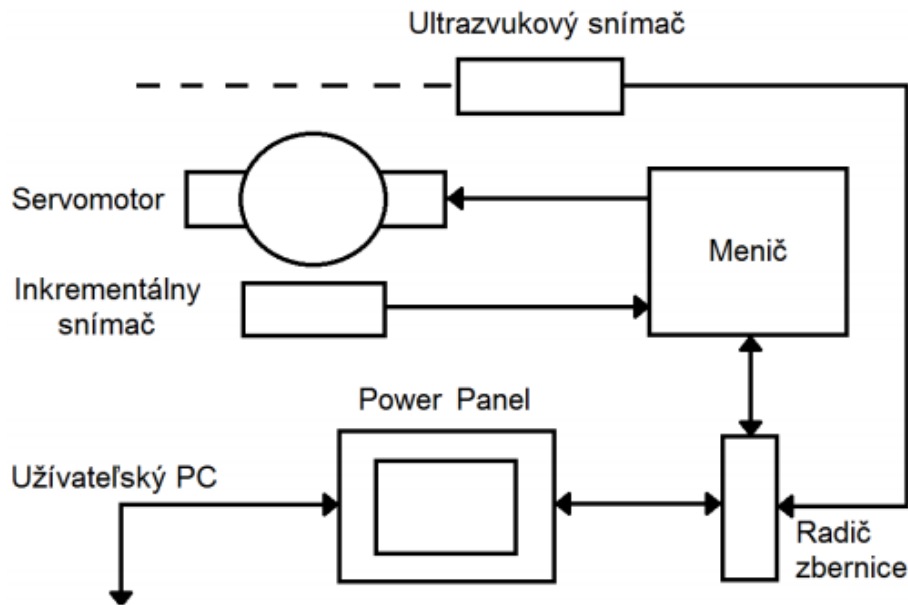 Ultrazvukový snímač
Servomotor
Menič
Inkrementálny
snímač
Power Panel
Užívateľský PC
Radič
zbernice